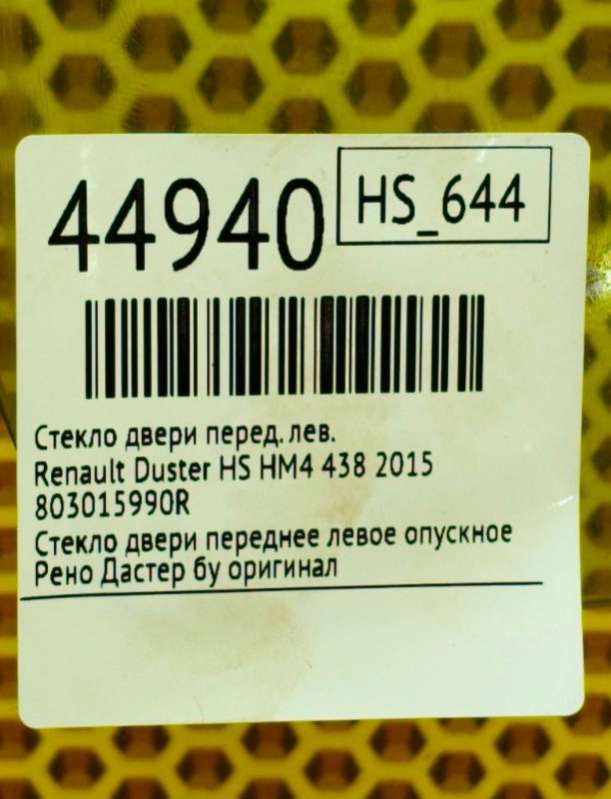 44940
HS_644
Стекло двери перед. лев.
Renault Duster HS HM4 438 2015
803015990R
Стекло двери переднее левое опускное
Рено Дастер бу оригинал